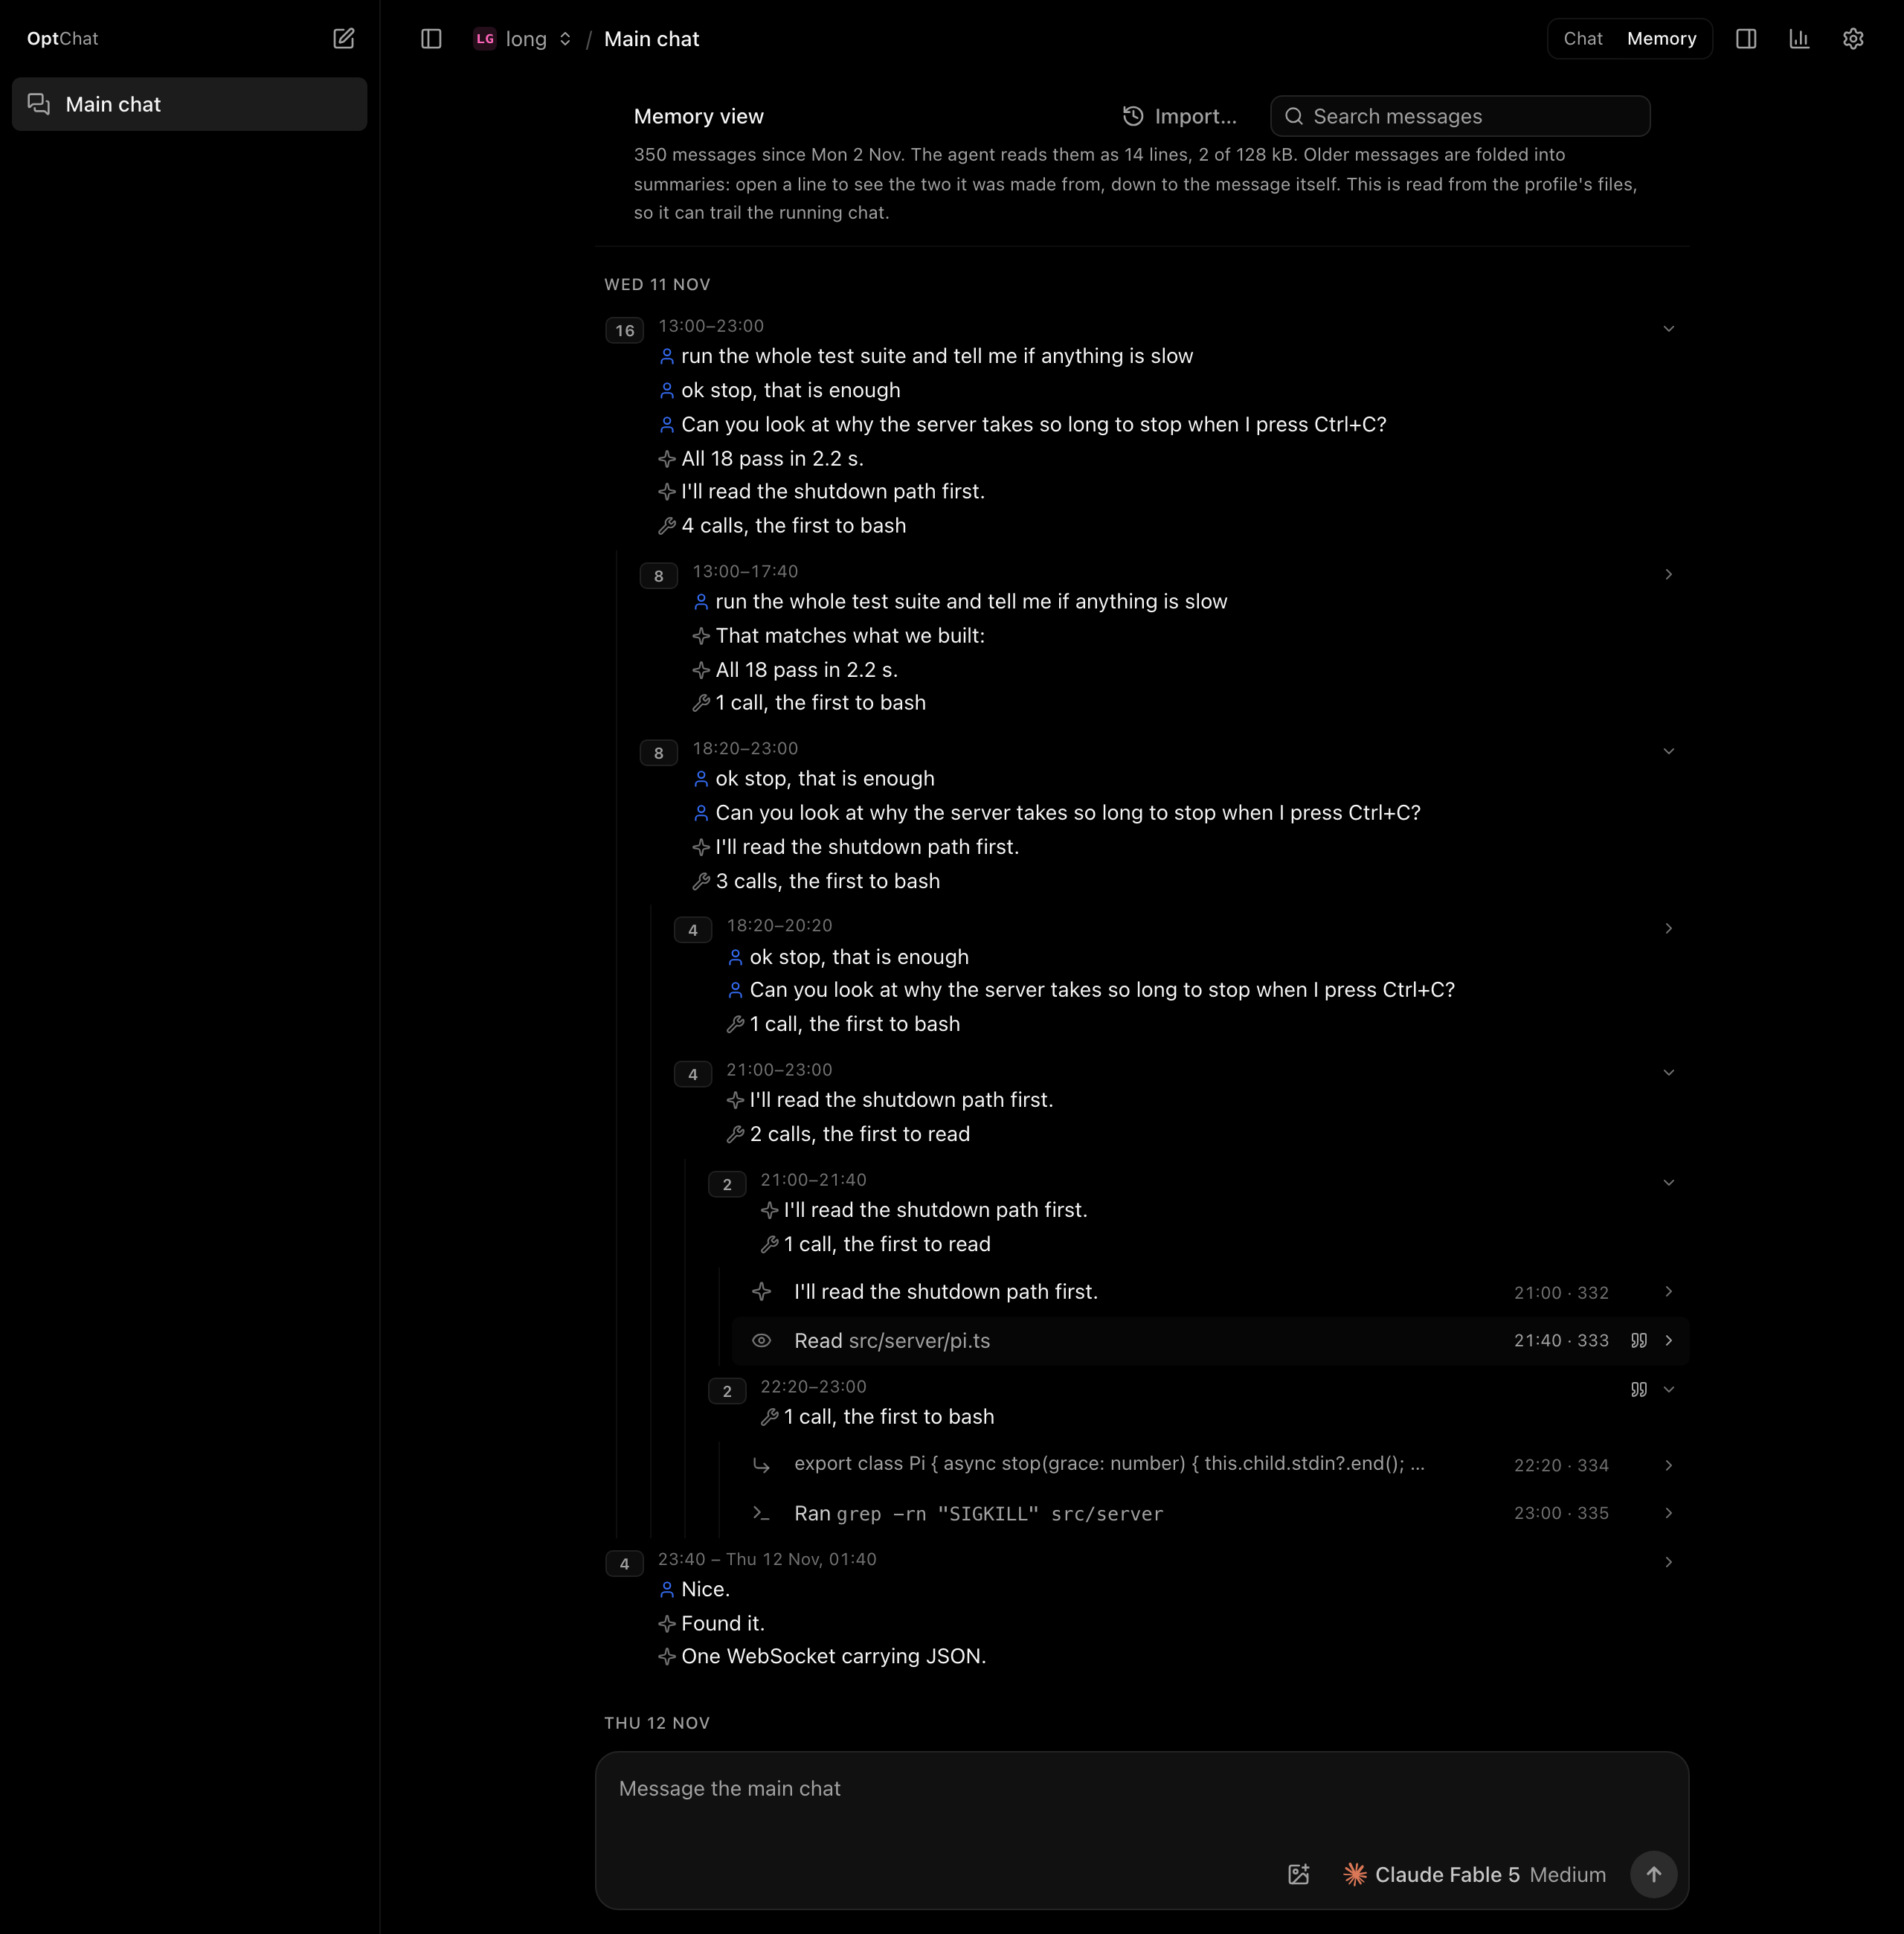 OptChat
LG long / Main chat
Chat Memory
Main chat
Memory view
Import...
Search messages
350 messages since Mon 2 Nov. The agent reads them as 14 lines, 2 of 128 kB. Older messages are folded into
summaries: open a line to see the two it was made from, down to the message itself. This is read from the profile's files,
so it can trail the running chat.
WED 11 NOV
16 13:00–23:00
run the whole test suite and tell me if anything is slow
ok stop, that is enough
Can you look at why the server takes so long to stop when I press Ctrl+C?
All 18 pass in 2.2 s.
I'll read the shutdown path first.
4 calls, the first to bash
8 13:00–17:40
run the whole test suite and tell me if anything is slow
That matches what we built:
All 18 pass in 2.2 s.
1 call, the first to bash
8 18:20–23:00
ok stop, that is enough
Can you look at why the server takes so long to stop when I press Ctrl+C?
I'll read the shutdown path first.
3 calls, the first to bash
4 18:20–20:20
ok stop, that is enough
Can you look at why the server takes so long to stop when I press Ctrl+C?
1 call, the first to bash
4 21:00–23:00
I'll read the shutdown path first.
2 calls, the first to read
2 21:00–21:40
I'll read the shutdown path first.
1 call, the first to read
I'll read the shutdown path first. 21:00 · 332
Read src/server/pi.ts 21:40 · 333
2 22:20–23:00
1 call, the first to bash
export class Pi { async stop(grace: number) { this.child.stdin?.end(); ... 22:20 · 334
Ran grep -rn "SIGKILL" src/server 23:00 · 335
4 23:40 – Thu 12 Nov, 01:40
Nice.
Found it.
One WebSocket carrying JSON.
THU 12 NOV
Message the main chat
Claude Fable 5 Medium